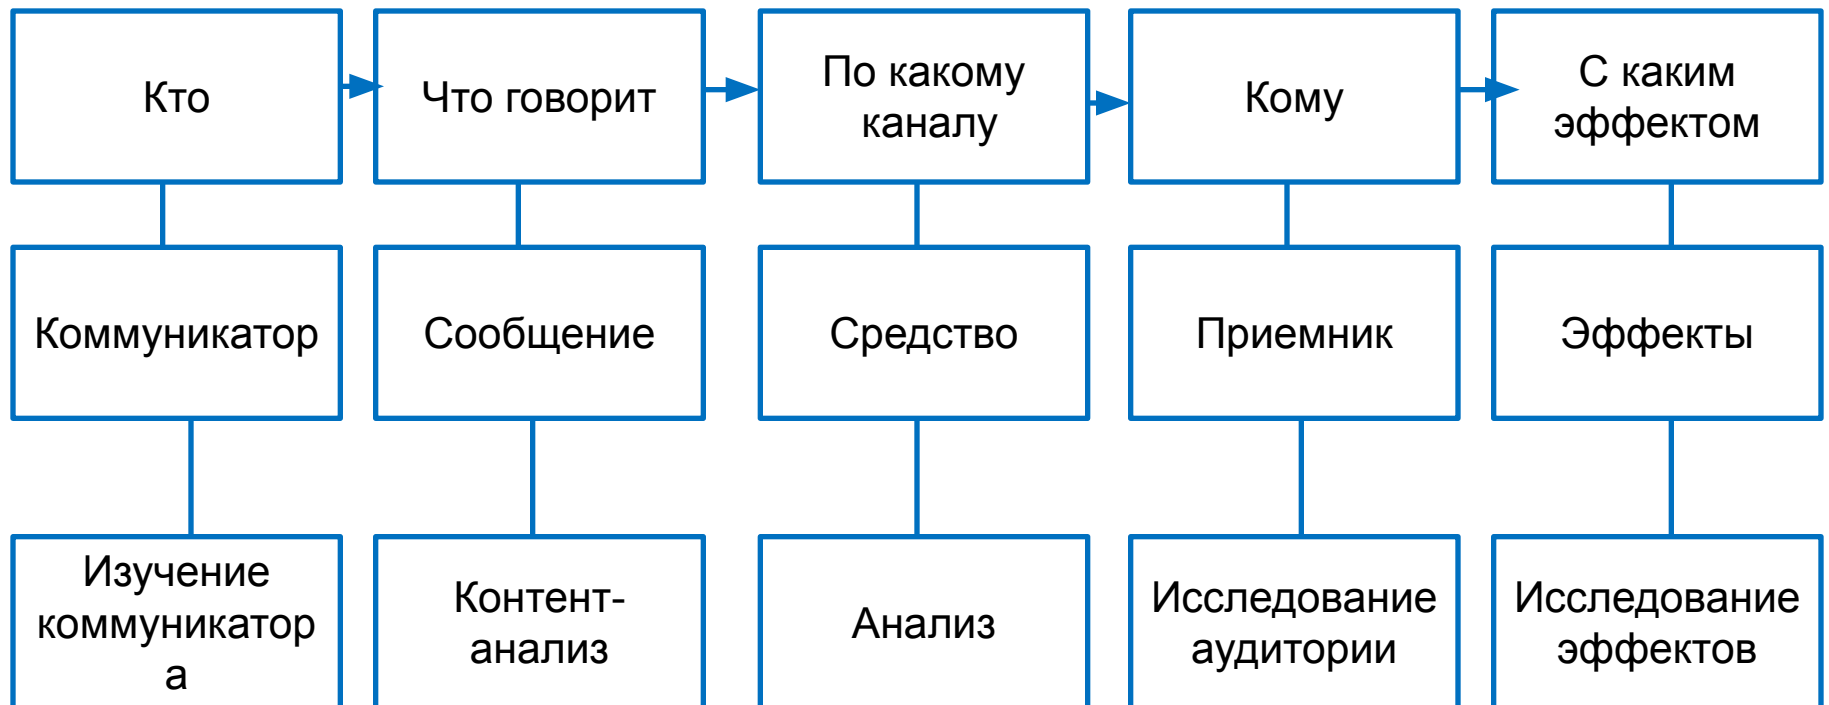 Кто
Что говорит
По какому
каналу
Кому
С каким
эффектом
Коммуникатор
Сообщение
Средство
Приемник
Эффекты
Изучение
коммуникатор
а
Контент-
анализ
Анализ
Исследование
аудитории
Исследование
эффектов